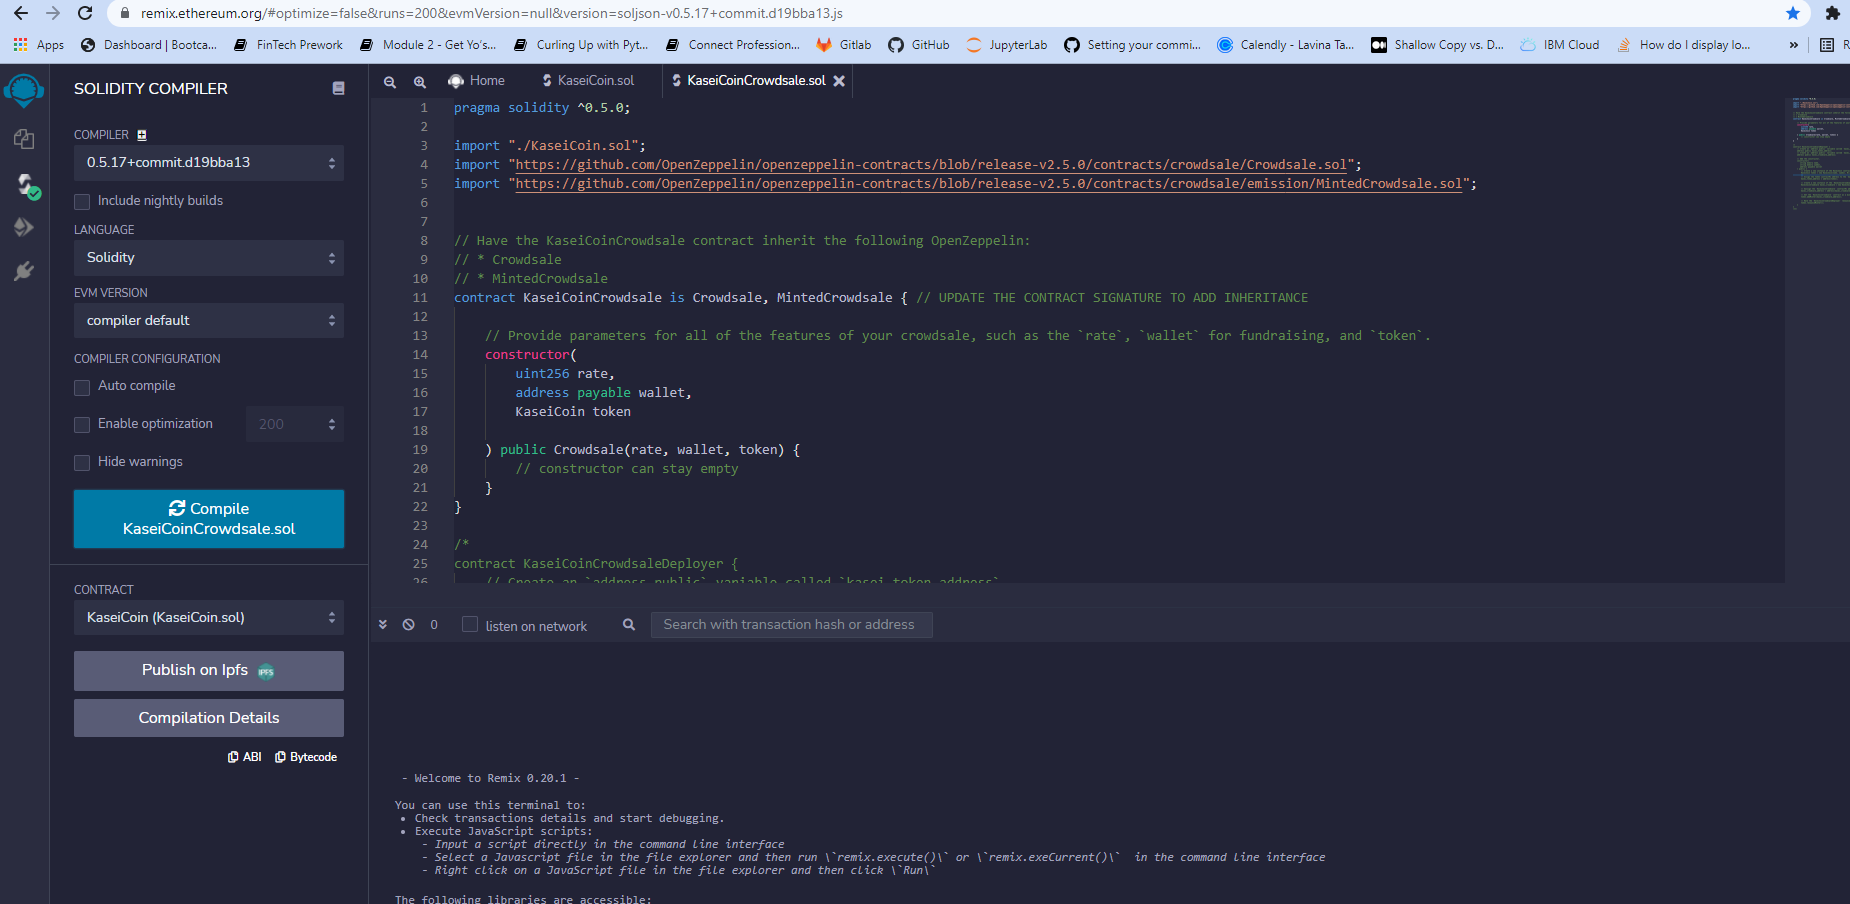 remix.ethereum.org/#optimize=false&runs=200&evmVersion=null&version=soljson-v0.5.17+commit.d19bba13.js
Apps Dashboard | Bootca... FinTech Prework Module 2 - Get Yo's... Curling Up with Pyt... Connect Profession... Gitlab GitHub JupyterLab Setting your commi... Calendly - Lavina Ta... Shallow Copy vs. D... IBM Cloud How do I display lo... » R
SOLIDITY COMPILER
COMPILER
0.5.17+commit.d19bba13
Include nightly builds
LANGUAGE
Solidity
EVM VERSION
compiler default
COMPILER CONFIGURATION
Auto compile
Enable optimization 200
Hide warnings
Compile
KaseiCoinCrowdsale.sol
CONTRACT
KaseiCoin (KaseiCoin.sol)
Publish on Ipfs IPFS
Compilation Details
ABI Bytecode
Home KaseiCoin.sol KaseiCoinCrowdsale.sol
1 pragma solidity ^0.5.0;
2
3 import "./KaseiCoin.sol";
4 import "https://github.com/OpenZeppelin/openzeppelin-contracts/blob/release-v2.5.0/contracts/crowdsale/Crowdsale.sol";
5 import "https://github.com/OpenZeppelin/openzeppelin-contracts/blob/release-v2.5.0/contracts/crowdsale/emission/MintedCrowdsale.sol";
6
7
8 // Have the KaseiCoinCrowdsale contract inherit the following OpenZeppelin:
9 // * Crowdsale
10 // * MintedCrowdsale
11 contract KaseiCoinCrowdsale is Crowdsale, MintedCrowdsale { // UPDATE THE CONTRACT SIGNATURE TO ADD INHERITANCE
12
13 // Provide parameters for all of the features of your crowdsale, such as the `rate`, `wallet` for fundraising, and `token`.
14 constructor(
15 uint256 rate,
16 address payable wallet,
17 KaseiCoin token
18
19 ) public Crowdsale(rate, wallet, token) {
20 // constructor can stay empty
21 }
22 }
23
24 /*
25 contract KaseiCoinCrowdsaleDeployer {
26 // Create an `address public` variable called `kasei_token_address`
0 listen on network Search with transaction hash or address
- Welcome to Remix 0.20.1 -
You can use this terminal to:
• Check transactions details and start debugging.
• Execute JavaScript scripts:
- Input a script directly in the command line interface
- Select a Javascript file in the file explorer and then run \`remix.execute()\` or \`remix.exeCurrent()\` in the command line interface
- Right click on a JavaScript file in the file explorer and then click \`Run\`
The following libraries are accessible: